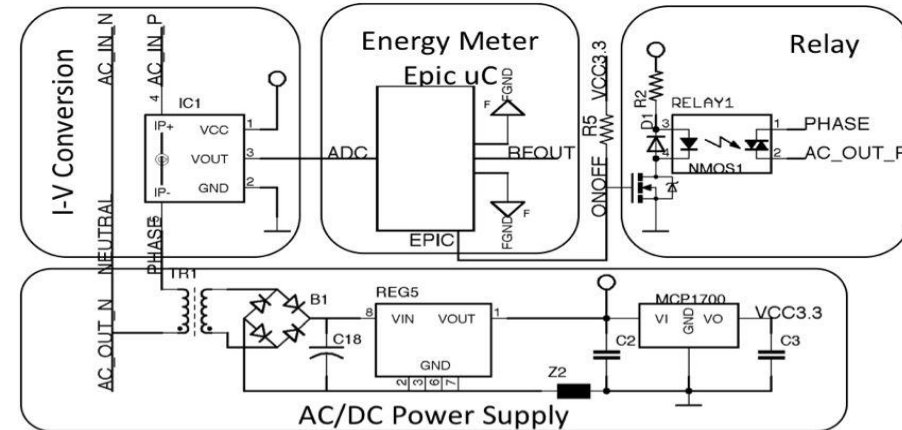 I-V Conversion
AC_IN_N
AC_IN_P
4
IC1
IP+
IP-
VCC
VOUT
GND
1
3
2
5
NEUTRAL
PHASE
Energy Meter
Epic uC
ADC
EPIC
FGND
F
RFOUT
FGND
F
VCC3.3
R5
ONOFF
Relay
R2
D1
RELAY1
3
4
1
2
PHASE
AC_OUT_P
NMOS1
AC_OUT_N
TR1
B1
C18
REG5
8
VIN
VOUT
1
GND
2
3
6
7
Z2
C2
MCP1700
VI
GND
VO
VCC3.3
C3
AC/DC Power Supply